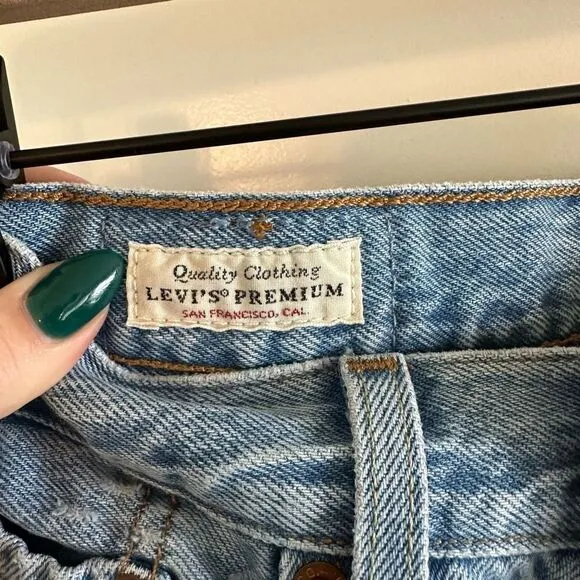 Quality Clothing
LEVI'S® PREMIUM
SAN FRANCISCO, CAL.